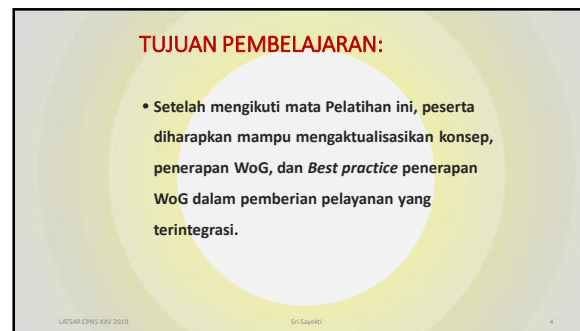 TUJUAN PEMBELAJARAN:
• Setelah mengikuti mata Pelatihan ini, peserta
diharapkan mampu mengaktualisasikan konsep,
penerapan WoG, dan Best practice penerapan
WoG dalam pemberian pelayanan yang
terintegrasi.
LATSAR CPNS XXV 2019 Sri Sayekti 4